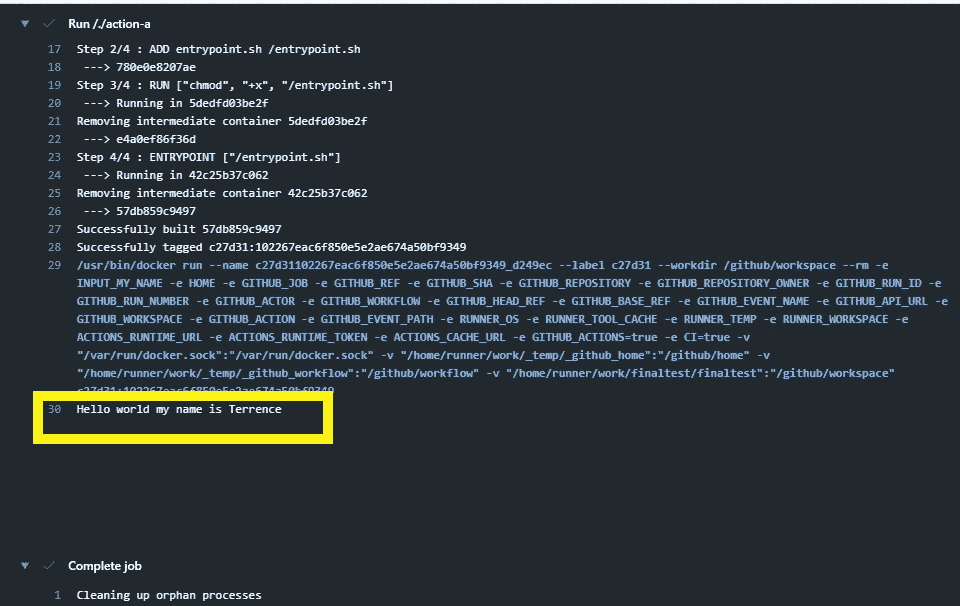 Run /./action-a
17 Step 2/4 : ADD entrypoint.sh /entrypoint.sh
18 ---> 780e0e8207ae
19 Step 3/4 : RUN ["chmod", "+x", "/entrypoint.sh"]
20 ---> Running in 5dedfd03be2f
21 Removing intermediate container 5dedfd03be2f
22 ---> e4a0ef86f36d
23 Step 4/4 : ENTRYPOINT ["/entrypoint.sh"]
24 ---> Running in 42c25b37c062
25 Removing intermediate container 42c25b37c062
26 ---> 57db859c9497
27 Successfully built 57db859c9497
28 Successfully tagged c27d31:102267eac6f850e5e2ae674a50bf9349
29 /usr/bin/docker run --name c27d31102267eac6f850e5e2ae674a50bf9349_d249ec --label c27d31 --workdir /github/workspace --rm -e
INPUT_MY_NAME -e HOME -e GITHUB_JOB -e GITHUB_REF -e GITHUB_SHA -e GITHUB_REPOSITORY -e GITHUB_REPOSITORY_OWNER -e GITHUB_RUN_ID -e
GITHUB_RUN_NUMBER -e GITHUB_ACTOR -e GITHUB_WORKFLOW -e GITHUB_HEAD_REF -e GITHUB_BASE_REF -e GITHUB_EVENT_NAME -e GITHUB_API_URL -e
GITHUB_WORKSPACE -e GITHUB_ACTION -e GITHUB_EVENT_PATH -e RUNNER_OS -e RUNNER_TOOL_CACHE -e RUNNER_TEMP -e RUNNER_WORKSPACE -e
ACTIONS_RUNTIME_URL -e ACTIONS_RUNTIME_TOKEN -e ACTIONS_CACHE_URL -e GITHUB_ACTIONS=true -e CI=true -v
"/var/run/docker.sock":"/var/run/docker.sock" -v "/home/runner/work/_temp/_github_home":"/github/home" -v
"/home/runner/work/_temp/_github_workflow":"/github/workflow" -v "/home/runner/work/finaltest/finaltest":"/github/workspace"
c27d31:102267eac6f850e5e2ae674a50bf9349
30 Hello world my name is Terrence
Complete job
1 Cleaning up orphan processes